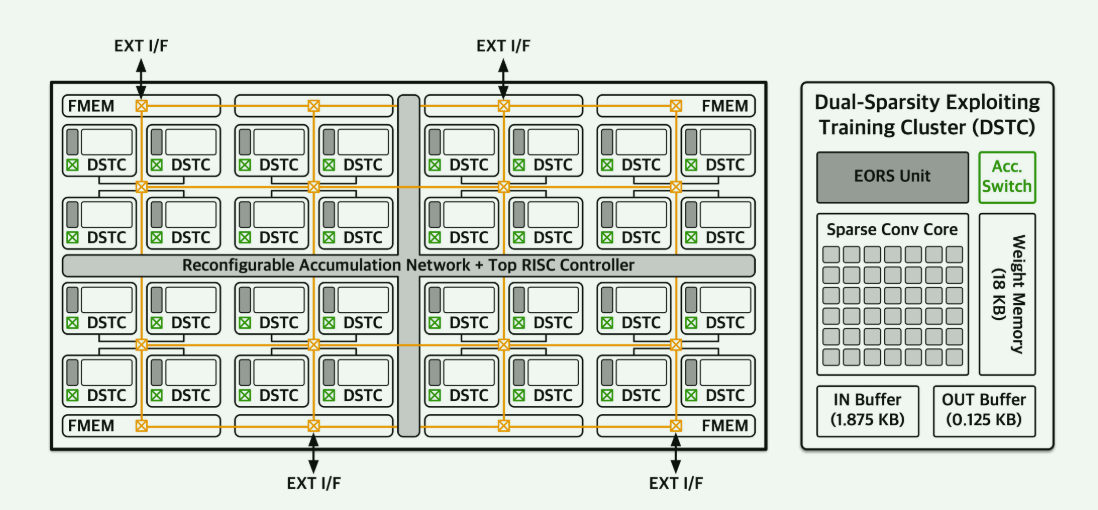 EXT I/F EXT I/F
FMEM FMEM
DSTC DSTC DSTC DSTC DSTC DSTC DSTC DSTC
DSTC DSTC DSTC DSTC DSTC DSTC DSTC DSTC
Reconfigurable Accumulation Network + Top RISC Controller
DSTC DSTC DSTC DSTC DSTC DSTC DSTC DSTC
DSTC DSTC DSTC DSTC DSTC DSTC DSTC DSTC
FMEM FMEM
EXT I/F EXT I/F
Dual-Sparsity Exploiting
Training Cluster (DSTC)
EORS Unit
Acc.
Switch
Sparse Conv Core
Weight Memory
(18 KB)
IN Buffer
(1.875 KB)
OUT Buffer
(0.125 KB)